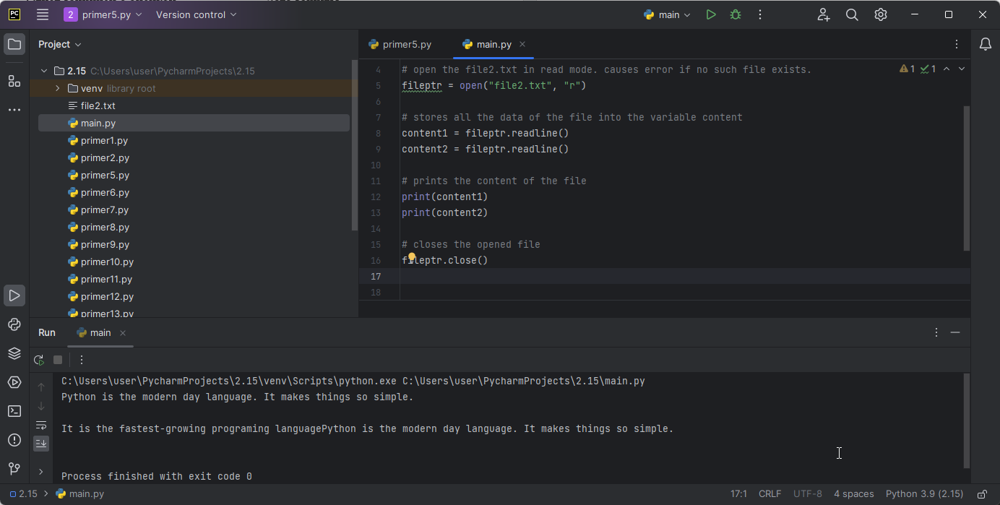 PC
2 primer5.py Version control main
Project
2.15 C:\Users\user\PycharmProjects\2.15
venv library root
file2.txt
main.py
primer1.py
primer2.py
primer5.py
primer6.py
primer7.py
primer8.py
primer9.py
primer10.py
primer11.py
primer12.py
primer13.py
primer5.py main.py
1 1
4 # open the file2.txt in read mode. causes error if no such file exists.
5 fileptr = open("file2.txt", "r")
6
7 # stores all the data of the file into the variable content
8 content1 = fileptr.readline()
9 content2 = fileptr.readline()
10
11 # prints the content of the file
12 print(content1)
13 print(content2)
14
15 # closes the opened file
16 fileptr.close()
17
18
Run main
C:\Users\user\PycharmProjects\2.15\venv\Scripts\python.exe C:\Users\user\PycharmProjects\2.15\main.py
Python is the modern day language. It makes things so simple.
It is the fastest-growing programing languagePython is the modern day language. It makes things so simple.
Process finished with exit code 0
2.15 main.py 17:1 CRLF UTF-8 4 spaces Python 3.9 (2.15)